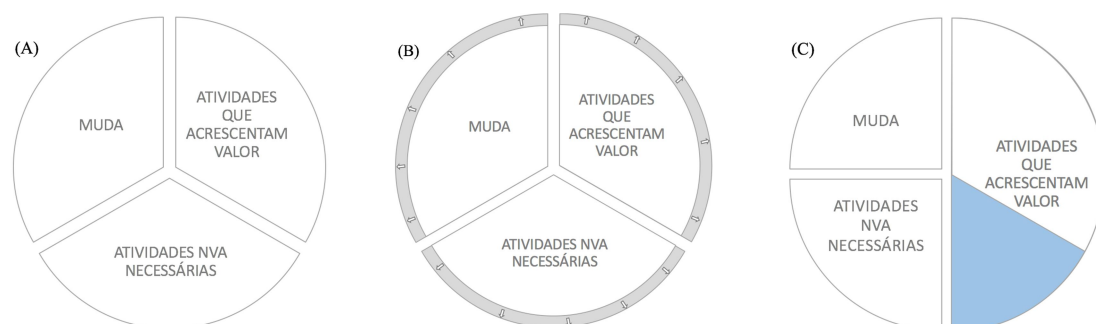 (A)
MUDA
ATIVIDADES
QUE
ACRESCENTAM
VALOR
ATIVIDADES NVA
NECESSÁRIAS
(B)
MUDA
ATIVIDADES
QUE
ACRESCENTAM
VALOR
ATIVIDADES NVA
NECESSÁRIAS
(C)
MUDA
ATIVIDADES
QUE
ACRESCENTAM
VALOR
ATIVIDADES
NVA
NECESSÁRIAS